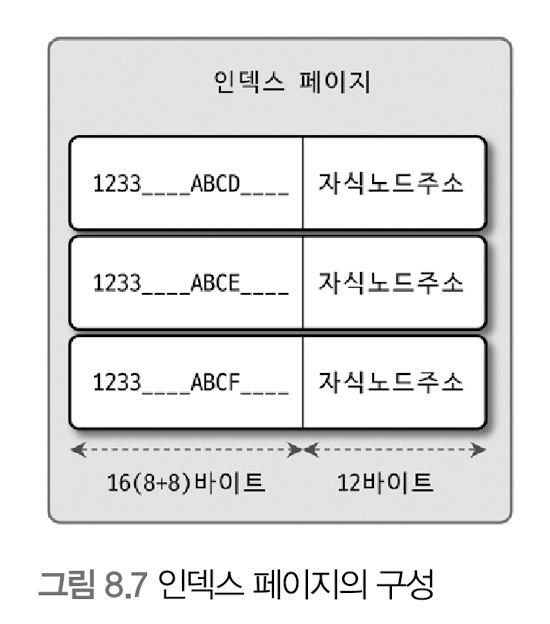 인덱스 페이지
1233____ABCD____ 자식노드주소
1233____ABCE____ 자식노드주소
1233____ABCF____ 자식노드주소
16(8+8)바이트 12바이트
그림 8.7 인덱스 페이지의 구성